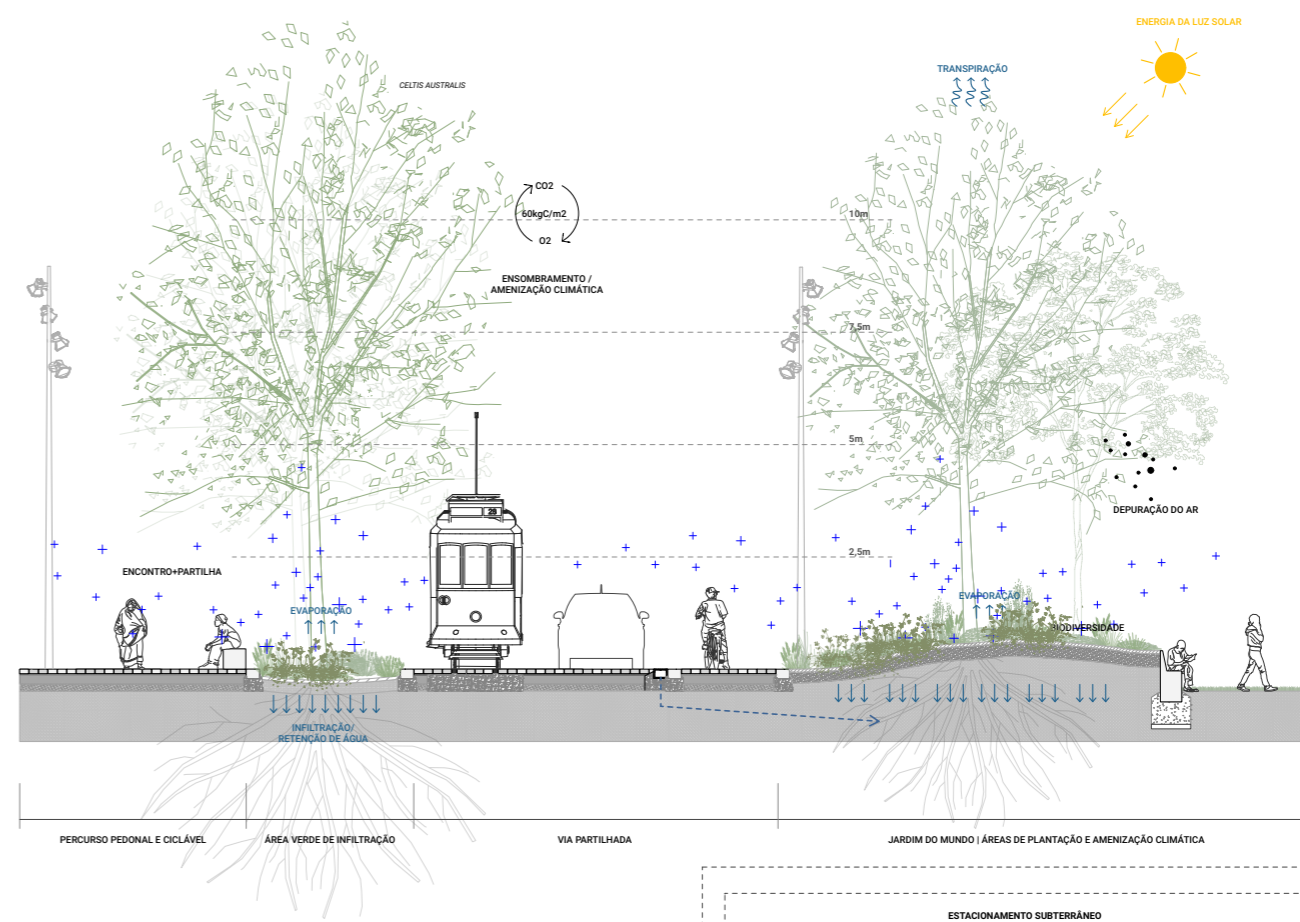 ENERGIA DA LUZ SOLAR
TRANSPIRAÇÃO
CELTIS AUSTRALIS
CO2
60kgC/m2
O2
10m
ENSOMBRAMENTO /
AMENIZAÇÃO CLIMÁTICA
7,5m
5m
28
DEPURAÇÃO DO AR
2,5m
ENCONTRO+PARTILHA
EVAPORAÇÃO
EVAPORAÇÃO
BIODIVERSIDADE
INFILTRAÇÃO/
RETENÇÃO DE ÁGUA
PERCURSO PEDONAL E CICLÁVEL
ÁREA VERDE DE INFILTRAÇÃO
VIA PARTILHADA
JARDIM DO MUNDO | ÁREAS DE PLANTAÇÃO E AMENIZAÇÃO CLIMÁTICA
ESTACIONAMENTO SUBTERRÂNEO